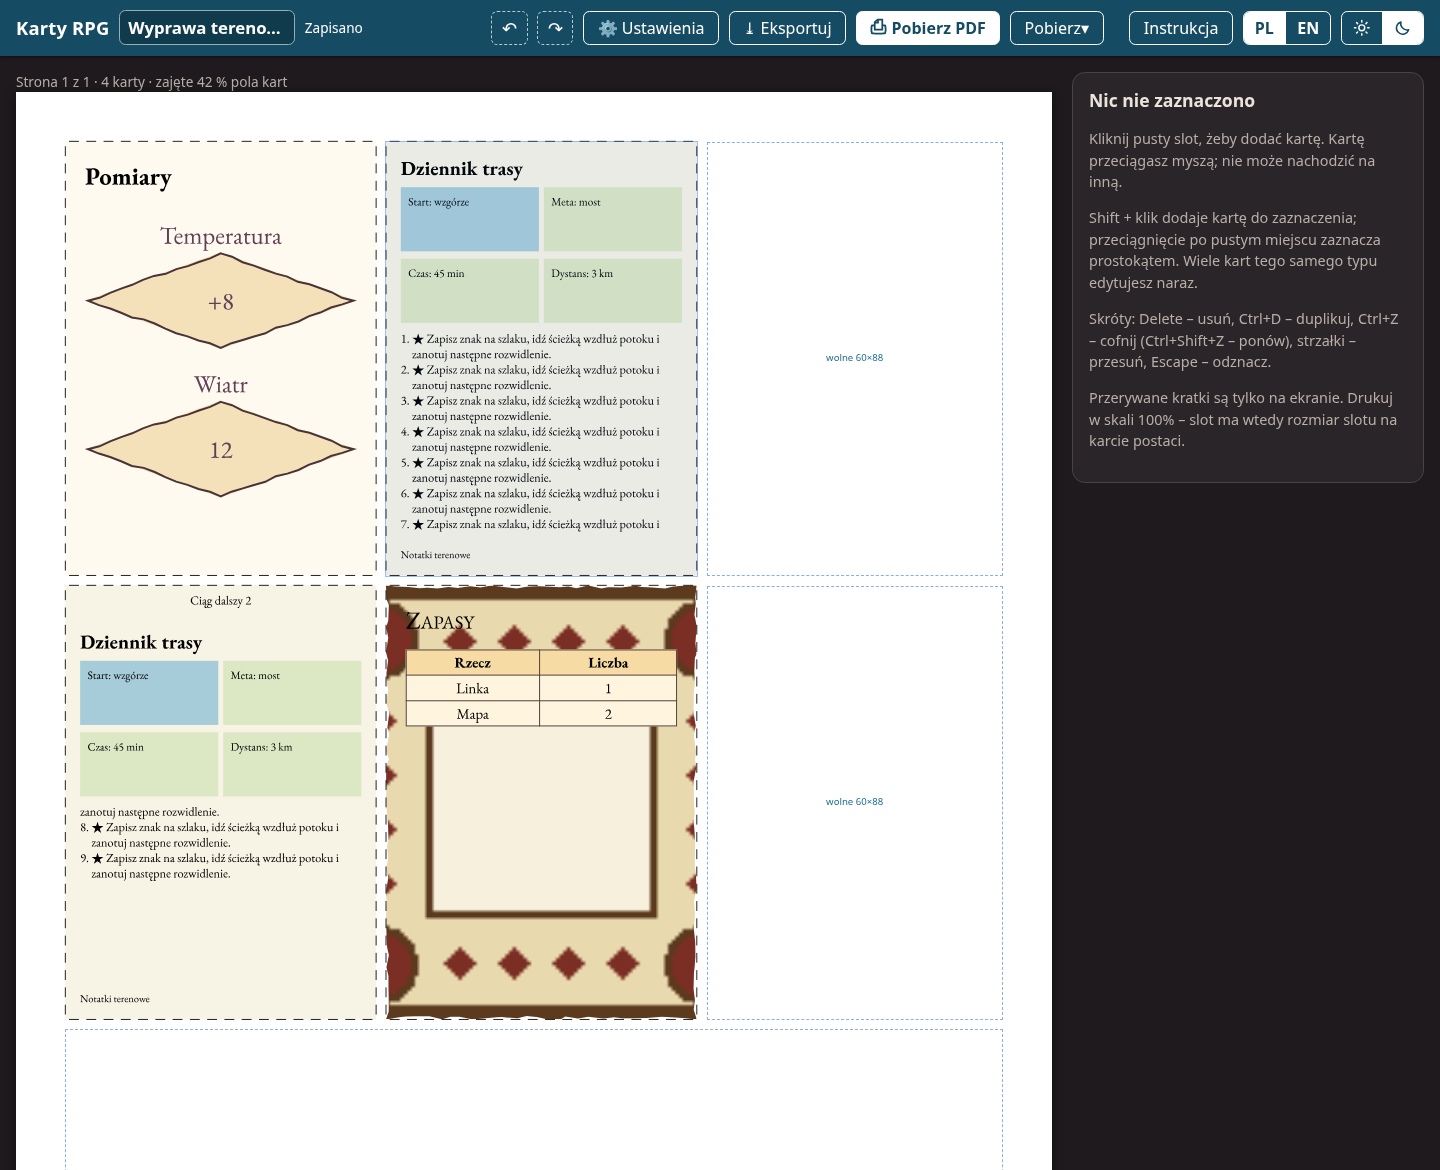 Karty RPG
Wyprawa tereno...
Zapisano
↶
↷
⚙️ Ustawienia
⤓ Eksportuj
Pobierz PDF
Pobierz▾
Instrukcja
PL
EN
Strona 1 z 1 · 4 karty · zajęte 42 % pola kart
Pomiary
Temperatura
+8
Wiatr
12
Dziennik trasy
Start: wzgórze
Meta: most
Czas: 45 min
Dystans: 3 km
1. ★ Zapisz znak na szlaku, idź ścieżką wzdłuż potoku i
zanotuj następne rozwidlenie.
2. ★ Zapisz znak na szlaku, idź ścieżką wzdłuż potoku i
zanotuj następne rozwidlenie.
3. ★ Zapisz znak na szlaku, idź ścieżką wzdłuż potoku i
zanotuj następne rozwidlenie.
4. ★ Zapisz znak na szlaku, idź ścieżką wzdłuż potoku i
zanotuj następne rozwidlenie.
5. ★ Zapisz znak na szlaku, idź ścieżką wzdłuż potoku i
zanotuj następne rozwidlenie.
6. ★ Zapisz znak na szlaku, idź ścieżką wzdłuż potoku i
zanotuj następne rozwidlenie.
7. ★ Zapisz znak na szlaku, idź ścieżką wzdłuż potoku i
Notatki terenowe
wolne 60×88
Ciąg dalszy 2
Dziennik trasy
Start: wzgórze
Meta: most
Czas: 45 min
Dystans: 3 km
zanotuj następne rozwidlenie.
8. ★ Zapisz znak na szlaku, idź ścieżką wzdłuż potoku i
zanotuj następne rozwidlenie.
9. ★ Zapisz znak na szlaku, idź ścieżką wzdłuż potoku i
zanotuj następne rozwidlenie.
Notatki terenowe
Zapasy
Rzecz
Liczba
Linka
1
Mapa
2
wolne 60×88
Nic nie zaznaczono
Kliknij pusty slot, żeby dodać kartę. Kartę
przeciągasz myszą; nie może nachodzić na
inną.
Shift + klik dodaje kartę do zaznaczenia;
przeciągnięcie po pustym miejscu zaznacza
prostokątem. Wiele kart tego samego typu
edytujesz naraz.
Skróty: Delete – usuń, Ctrl+D – duplikuj, Ctrl+Z
– cofnij (Ctrl+Shift+Z – ponów), strzałki –
przesuń, Escape – odznacz.
Przerywane kratki są tylko na ekranie. Drukuj
w skali 100% – slot ma wtedy rozmiar slotu na
karcie postaci.